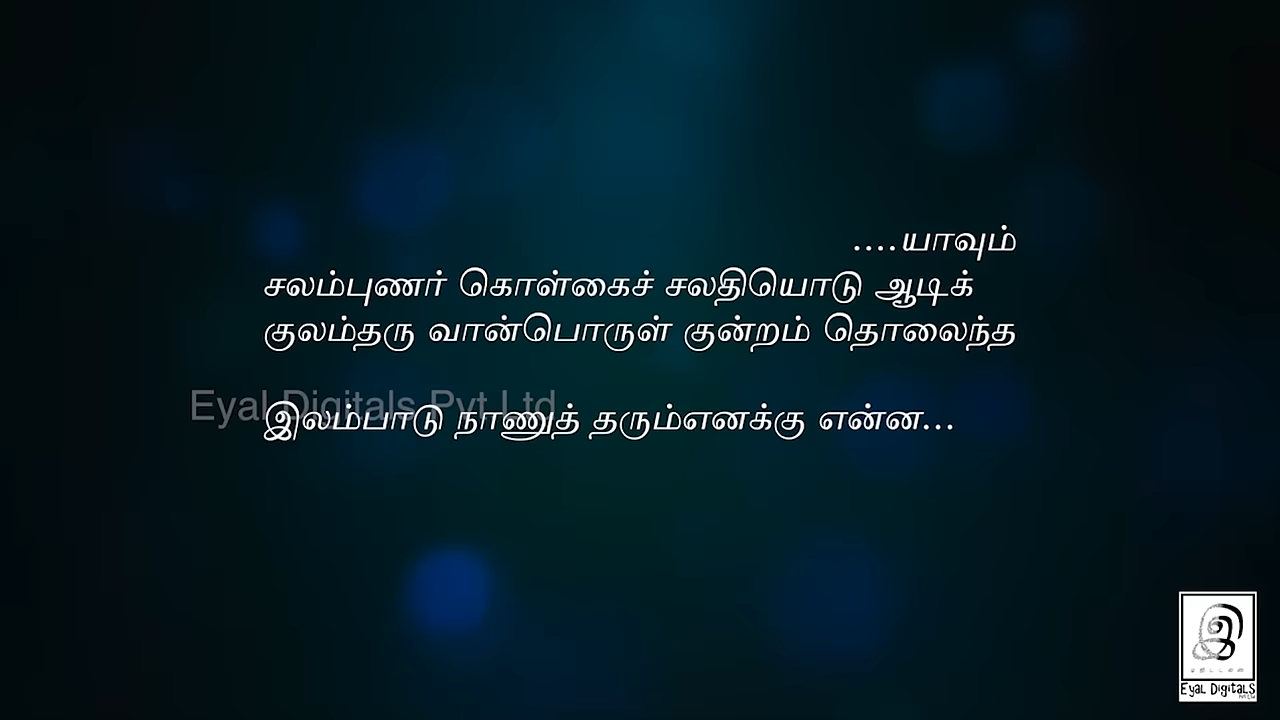 ....யாவும்
சலம்புணர் கொள்கைச் சலதியொடு ஆடிக்
குலம்தரு வான்பொருள் குன்றம் தொலைந்த
Eyal Digitals Pvt Ltd
இலம்பாடு நாணுத் தரும்எனக்கு என்ன...
இ
EyaL DigitaLS